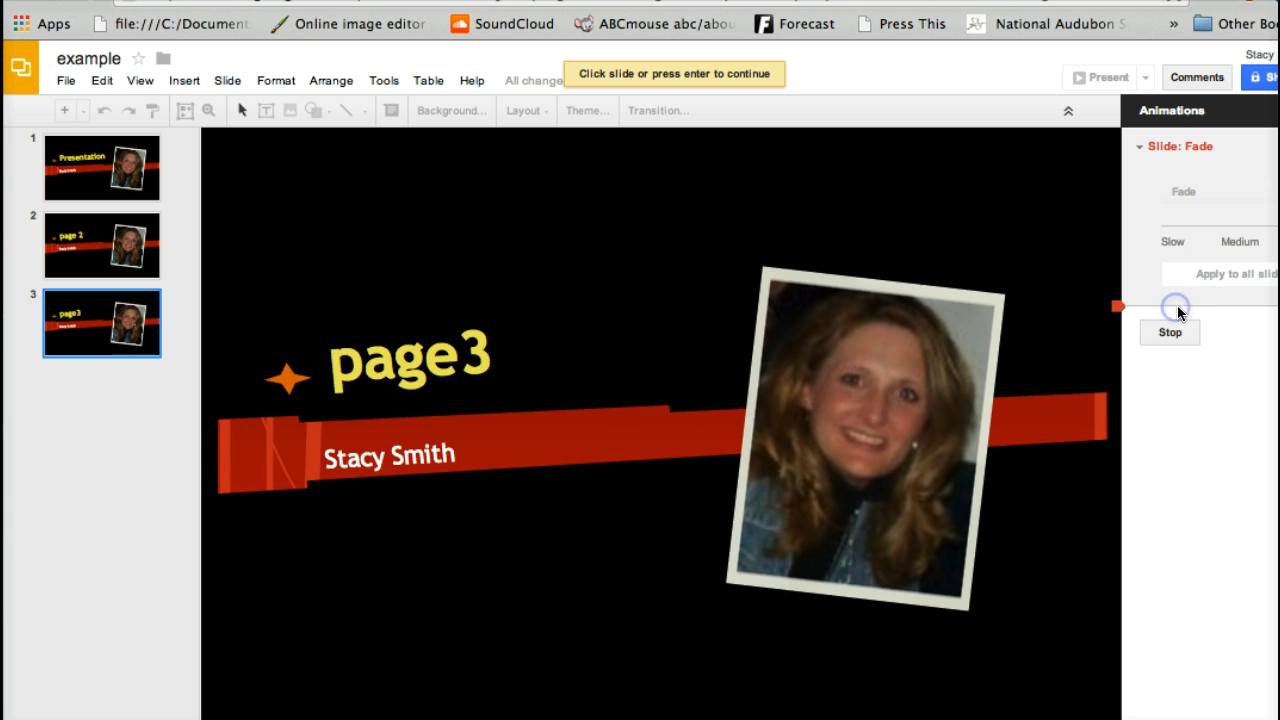 Apps file:///C:/Document Online image editor SoundCloud ABCmouse abc/abou Forecast Press This National Audubon S » Other Bo
example
Stacy
File Edit View Insert Slide Format Arrange Tools Table Help All change
Click slide or press enter to continue
Present Comments Sh
Background... Layout Theme... Transition...
Animations
1
Presentation
Slide: Fade
Fade
2
page 2
Slow Medium
Apply to all slid
3
page3
Stop
page3
Stacy Smith